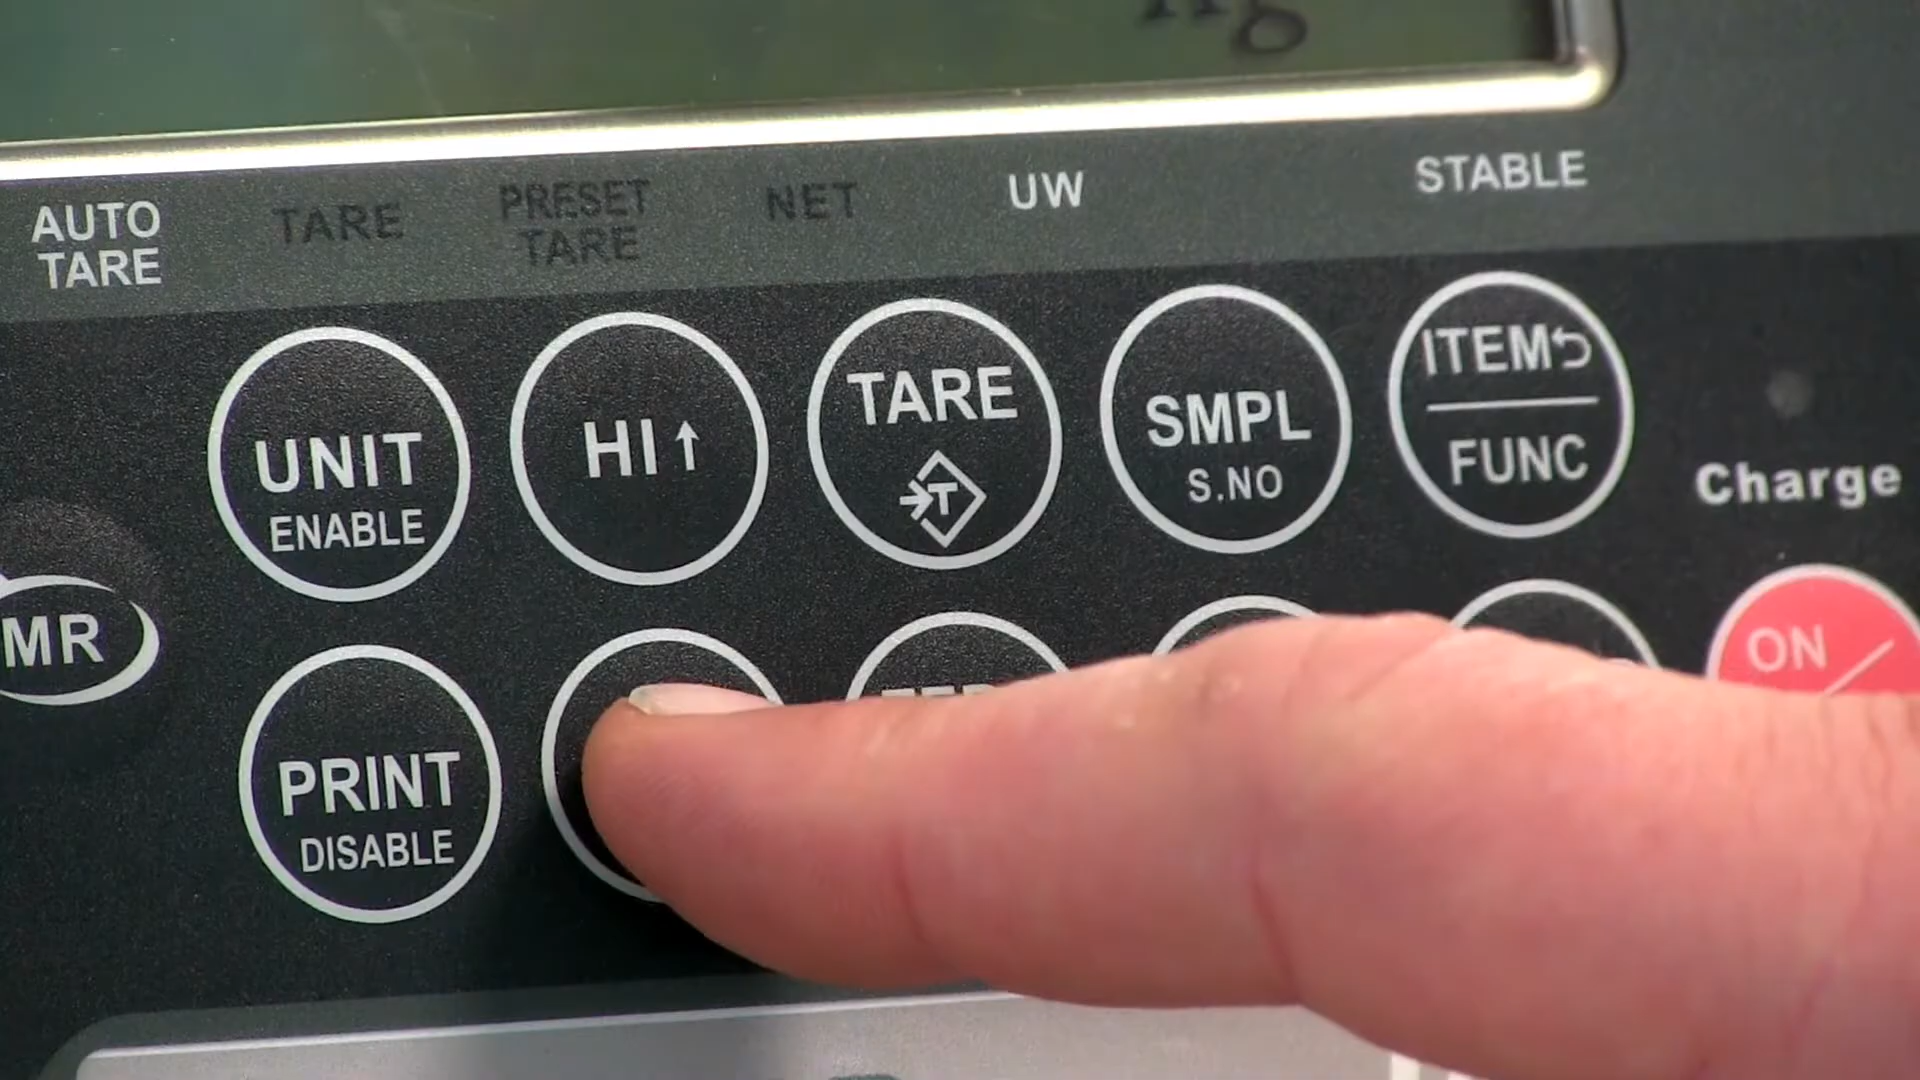 kg
AUTO
TARE
TARE
PRESET
TARE
NET
UW
STABLE
UNIT
ENABLE
HI↑
TARE
T
SMPL
S.NO
ITEM
FUNC
Charge
MR
PRINT
DISABLE
ON